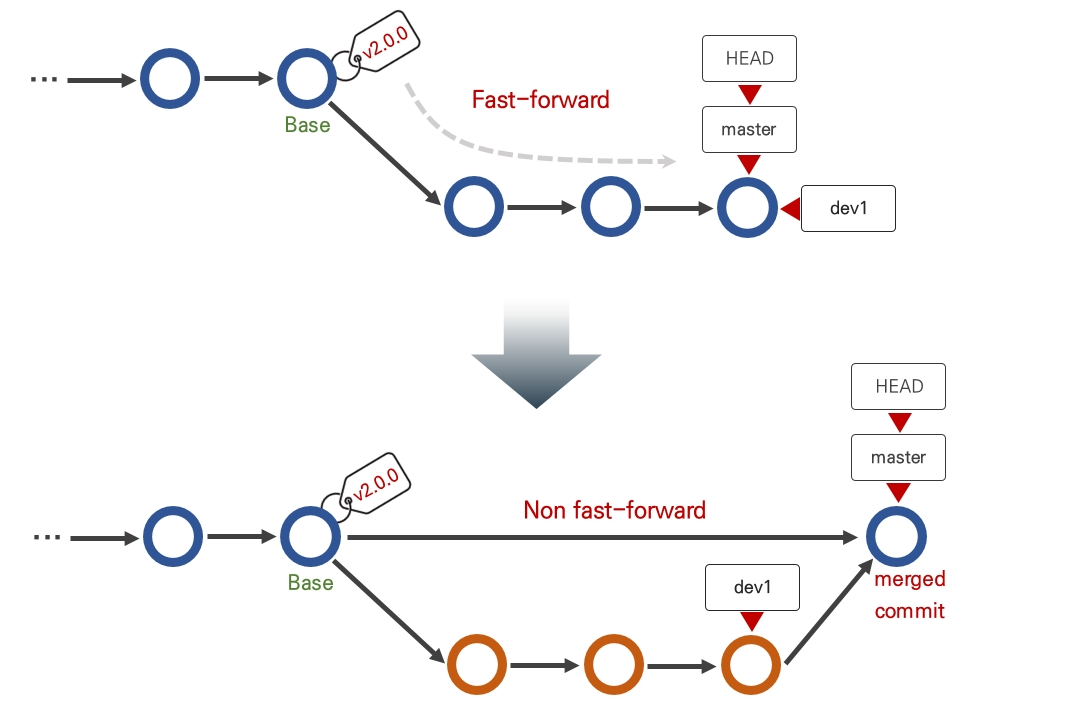 ...
v2.0.0
Base
Fast-forward
HEAD
master
dev1
...
v2.0.0
Base
Non fast-forward
HEAD
master
dev1
merged
commit